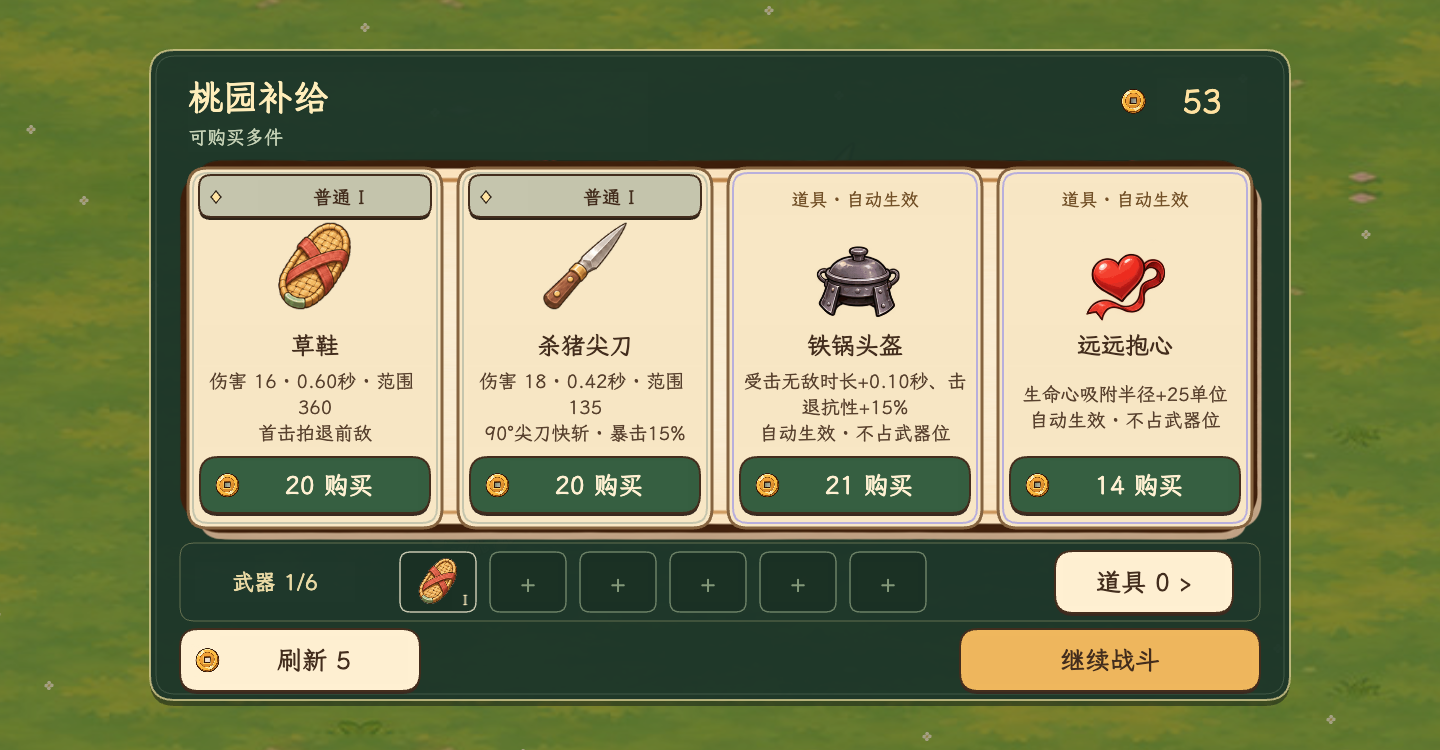 桃园补给
53
可购买多件
普通 I
草鞋
伤害 16·0.60秒·范围
360
首击拍退前敌
20 购买
普通 I
杀猪尖刀
伤害 18·0.42秒·范围
135
90°尖刀快斩·暴击15%
20 购买
道具·自动生效
铁锅头盔
受击无敌时长+0.10秒、击
退抗性+15%
自动生效·不占武器位
21 购买
道具·自动生效
远远抱心
生命心吸附半径+25单位
自动生效·不占武器位
14 购买
武器 1/6
I
+
+
+
+
+
道具 0 >
刷新 5
继续战斗